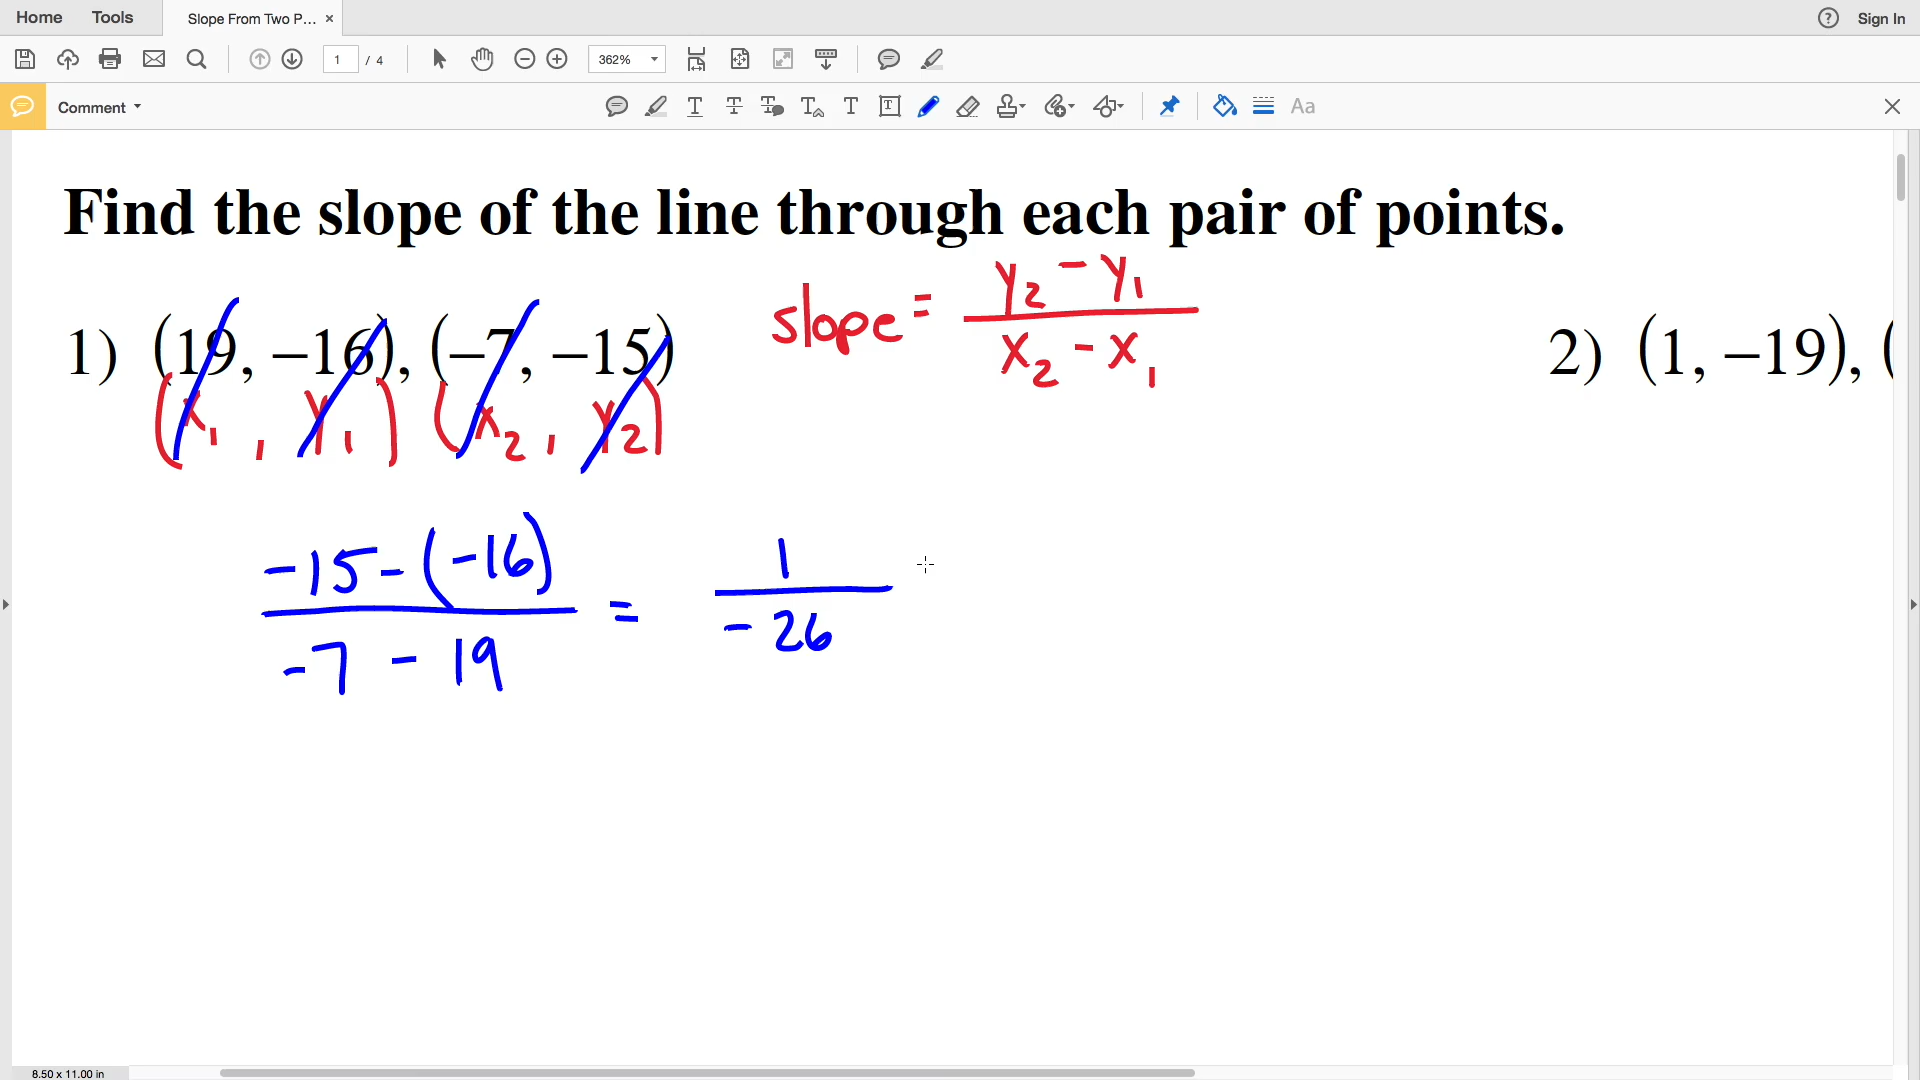 Home Tools Slope From Two P... × ? Sign In
1 / 4 362%
Comment Aa
Find the slope of the line through each pair of points.
1) (19, −16), (−7, −15)
(x₁, y₁) (x₂, y₂)
slope = y₂ - y₁ / x₂ - x₁
2) (1, −19), (
-15 - (-16) / -7 - 19 = 1 / -26
8.50 x 11.00 in